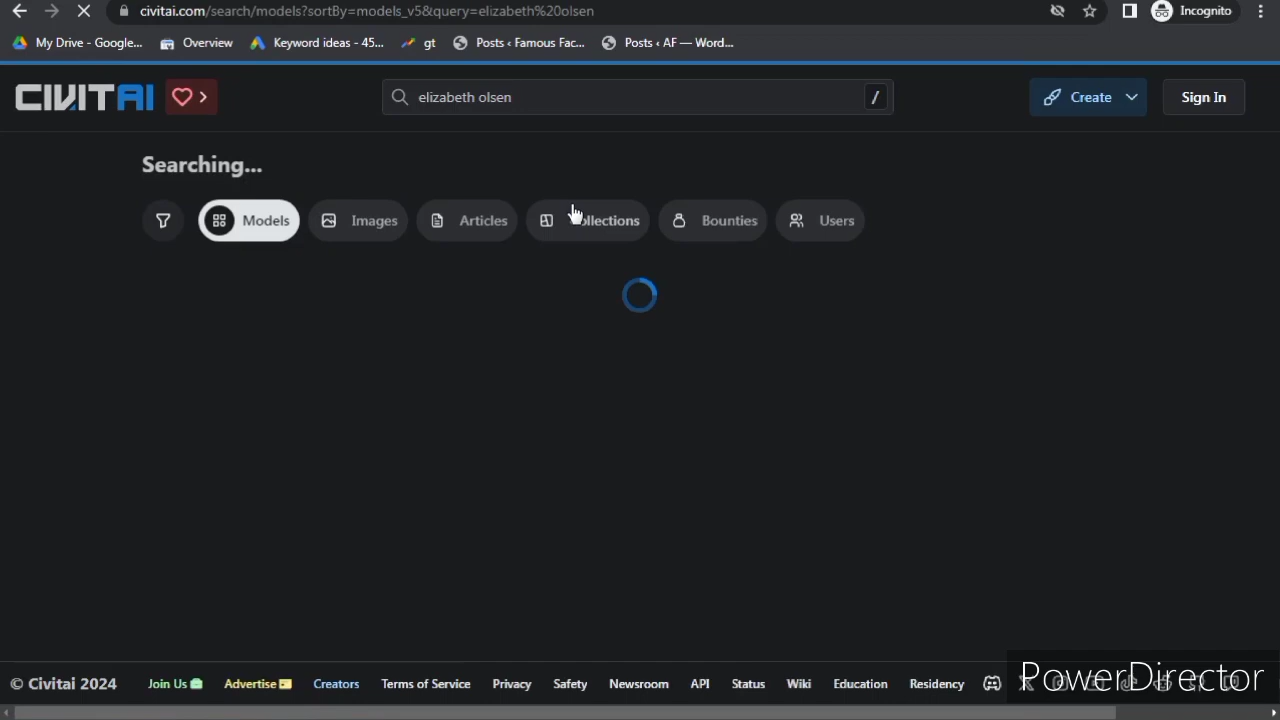 civitai.com/search/models?sortBy=models_v5&query=elizabeth%20olsen Incognito
My Drive - Google... Overview Keyword ideas - 45... gt Posts ‹ Famous Fac... Posts ‹ AF — Word...
CIVITAI elizabeth olsen / Create Sign In
Searching...
Models Images Articles Collections Bounties Users
© Civitai 2024 Join Us Advertise Creators Terms of Service Privacy Safety Newsroom API Status Wiki Education Residency
PowerDirector